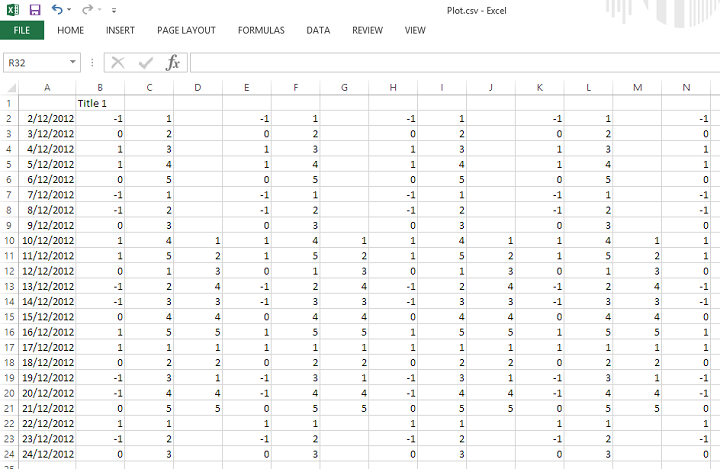 Plot.csv - Excel
FILE HOME INSERT PAGE LAYOUT FORMULAS DATA REVIEW VIEW
R32 fx
A B C D E F G H I J K L M N
1 Title 1
2 2/12/2012 -1 1 -1 1 -1 1 -1 1 -1
3 3/12/2012 0 2 0 2 0 2 0 2 0
4 4/12/2012 1 3 1 3 1 3 1 3 1
5 5/12/2012 1 4 1 4 1 4 1 4 1
6 6/12/2012 0 5 0 5 0 5 0 5 0
7 7/12/2012 -1 1 -1 1 -1 1 -1 1 -1
8 8/12/2012 -1 2 -1 2 -1 2 -1 2 -1
9 9/12/2012 0 3 0 3 0 3 0 3 0
10 10/12/2012 1 4 1 1 4 1 1 4 1 1 4 1 1
11 11/12/2012 1 5 2 1 5 2 1 5 2 1 5 2 1
12 12/12/2012 0 1 3 0 1 3 0 1 3 0 1 3 0
13 13/12/2012 -1 2 4 -1 2 4 -1 2 4 -1 2 4 -1
14 14/12/2012 -1 3 3 -1 3 3 -1 3 3 -1 3 3 -1
15 15/12/2012 0 4 4 0 4 4 0 4 4 0 4 4 0
16 16/12/2012 1 5 5 1 5 5 1 5 5 1 5 5 1
17 17/12/2012 1 1 1 1 1 1 1 1 1 1 1 1 1
18 18/12/2012 0 2 2 0 2 2 0 2 2 0 2 2 0
19 19/12/2012 -1 3 1 -1 3 1 -1 3 1 -1 3 1 -1
20 20/12/2012 -1 4 4 -1 4 4 -1 4 4 -1 4 4 -1
21 21/12/2012 0 5 5 0 5 5 0 5 5 0 5 5 0
22 22/12/2012 1 1 1 1 1 1 1 1 1
23 23/12/2012 -1 2 -1 2 -1 2 -1 2 -1
24 24/12/2012 0 3 0 3 0 3 0 3 0